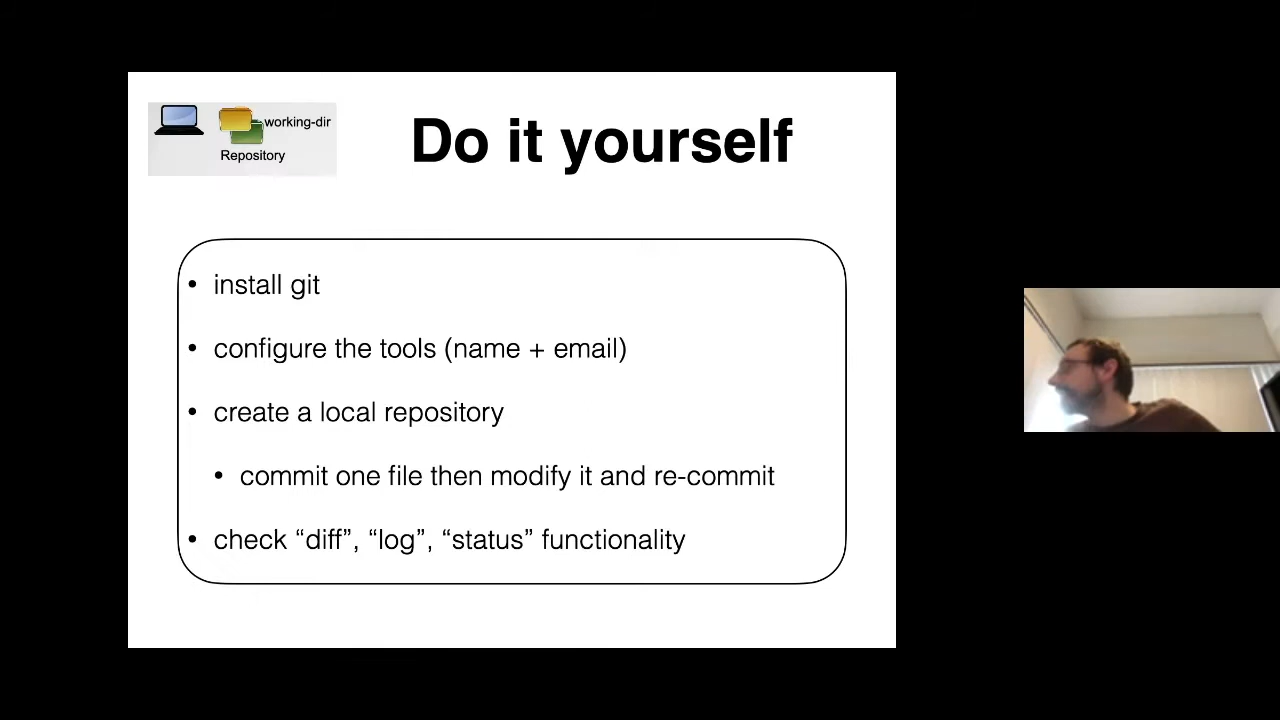 working-dir
Repository
Do it yourself
• install git
• configure the tools (name + email)
• create a local repository
• commit one file then modify it and re-commit
• check “diff”, “log”, “status” functionality